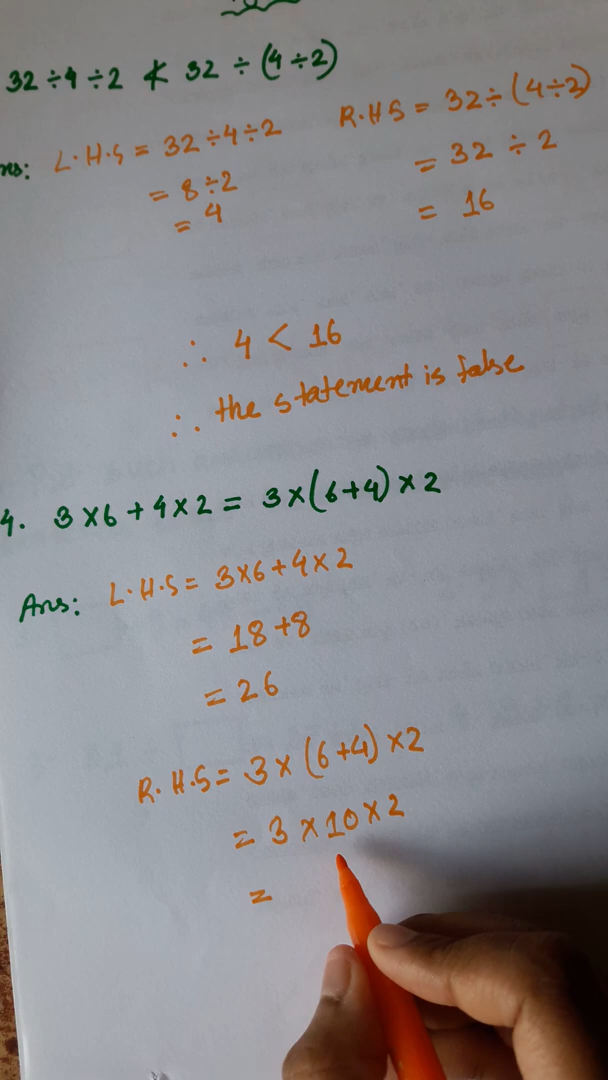 32÷4÷2 ≮ 32 ÷ (4÷2)
L.H.S = 32÷4÷2
= 8÷2
= 4
R.H.S = 32÷(4÷2)
= 32 ÷ 2
= 16
∴ 4 < 16
∴ the statement is false
4. 3×6+4×2 = 3×(6+4)×2
Ans: L.H.S = 3×6+4×2
= 18+8
= 26
R.H.S = 3×(6+4)×2
= 3×10×2
=